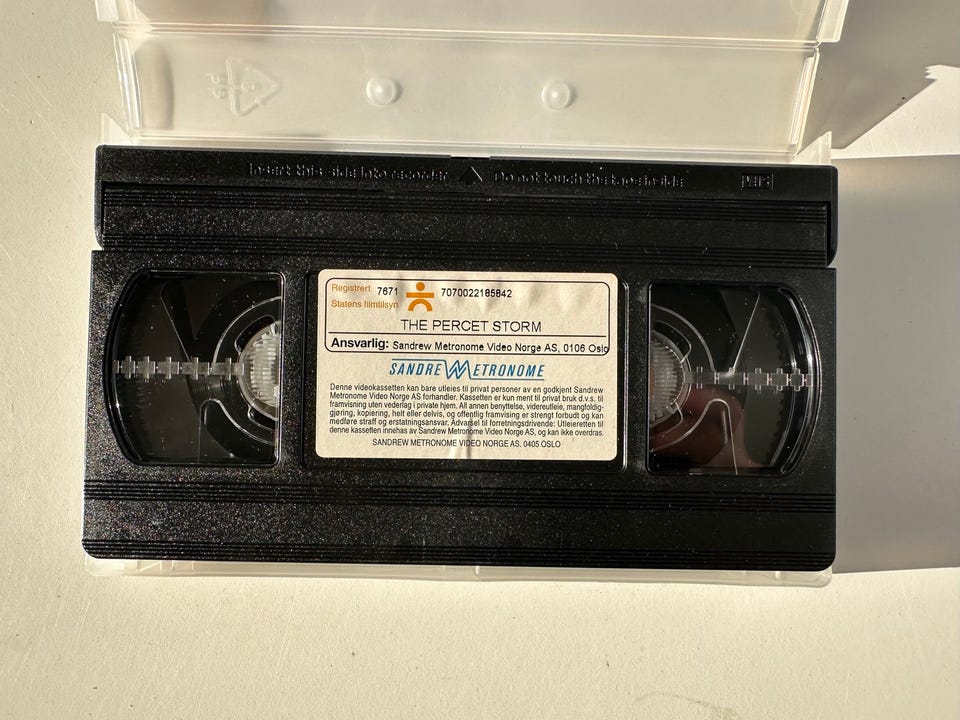 Insert this side into recorder Do not touch the tape inside VHS
Registrert 7671 7070022185842
Statens filmtilsyn
THE PERCET STORM
Ansvarlig: Sandrew Metronome Video Norge AS, 0106 Oslo
SANDREW METRONOME
Denne videokassetten kan bare utleies til privat personer av en godkjent Sandrew
Metronome Video Norge AS forhandler. Kassetten er kun ment til privat bruk d.v.s. til
framvisning uten vederlag i private hjem. All annen benyttelse, videreutleie, mangfoldig-
gjøring, kopiering, helt eller delvis, og offentlig framvising er strengt forbudt og kan
medføre straff og erstatningsansvar. Advarsel til forretningsdrivende: Utleieretten til
denne kassetten innehas av Sandrew Metronome Video Norge AS, og kan ikke overdras.
SANDREW METRONOME VIDEO NORGE AS. 0405 OSLO